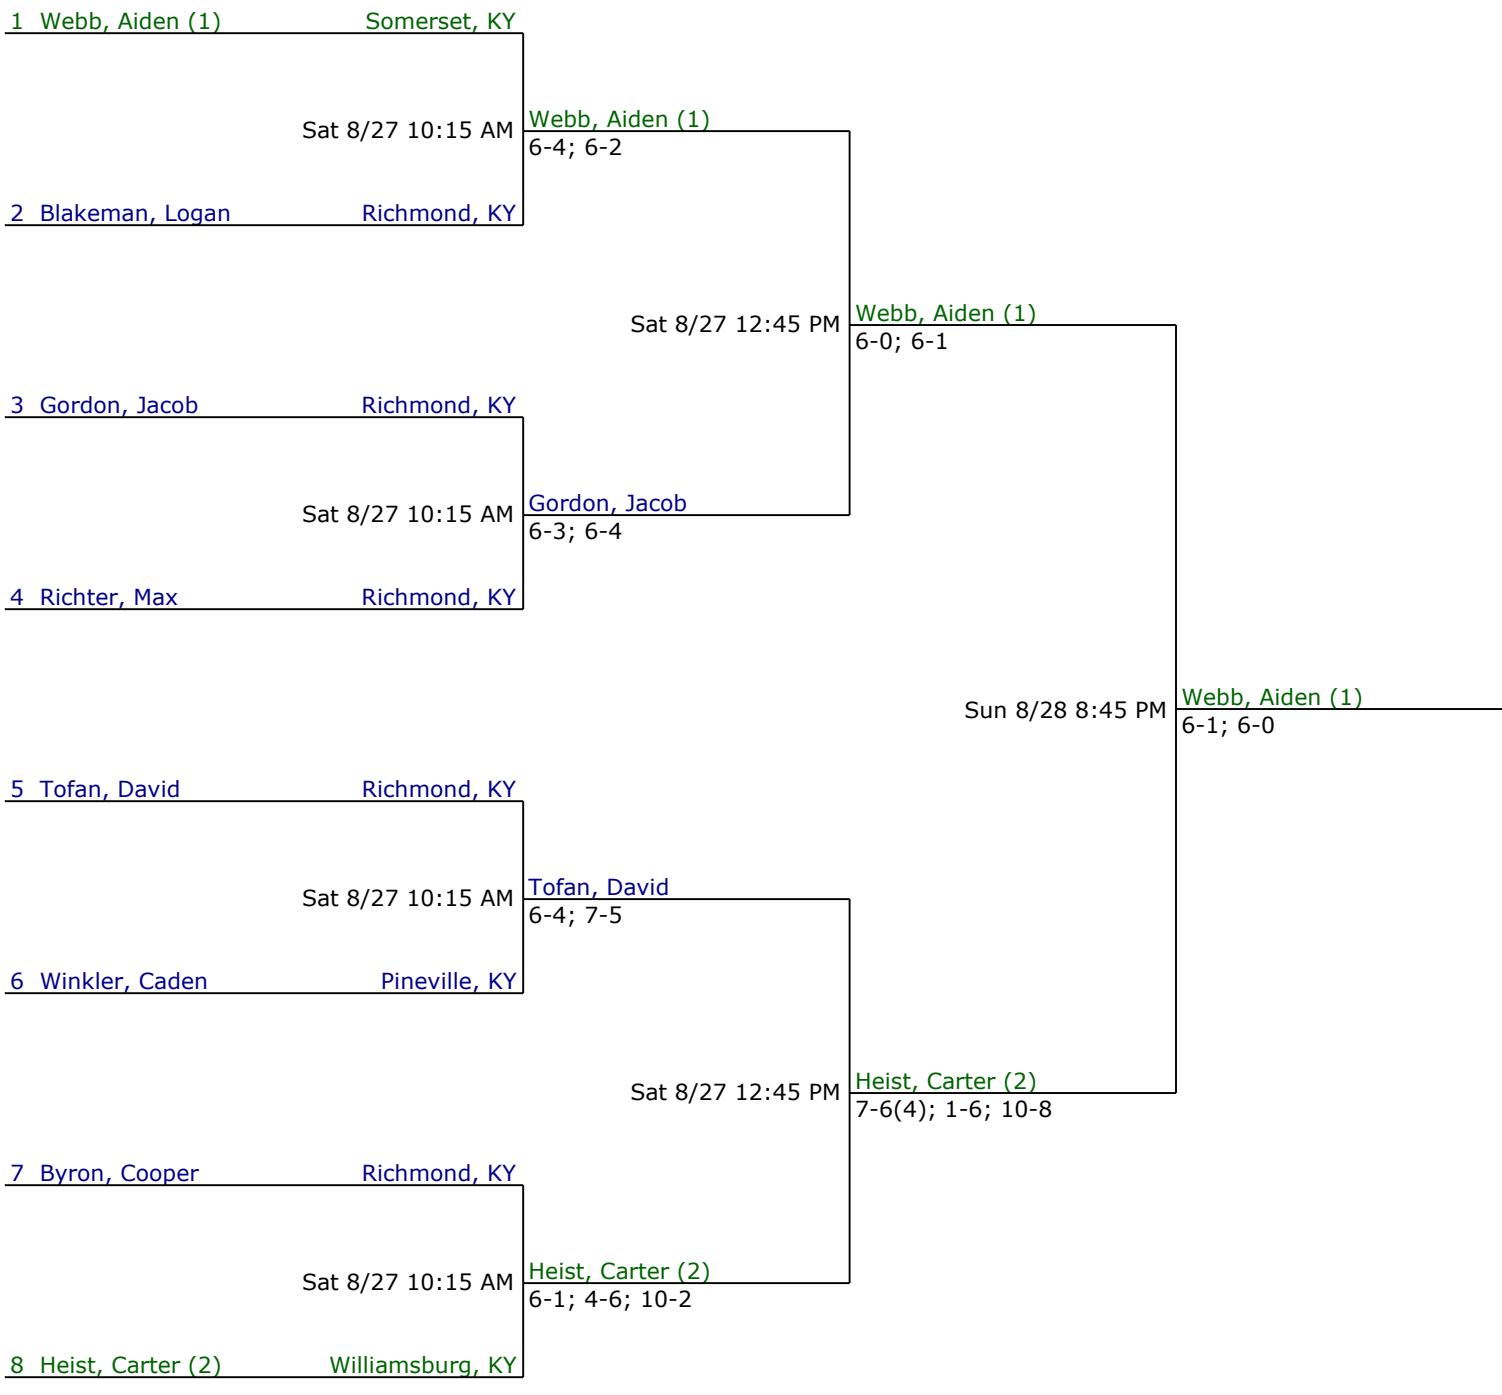 1 Webb, Aiden (1) Somerset, KY
Webb, Aiden (1)
Sat 8/27 10:15 AM
6-4; 6-2
2 Blakeman, Logan Richmond, KY
Webb, Aiden (1)
Sat 8/27 12:45 PM
6-0; 6-1
3 Gordon, Jacob Richmond, KY
Gordon, Jacob
Sat 8/27 10:15 AM
6-3; 6-4
4 Richter, Max Richmond, KY
Webb, Aiden (1)
Sun 8/28 8:45 PM
6-1; 6-0
5 Tofan, David Richmond, KY
Tofan, David
Sat 8/27 10:15 AM
6-4; 7-5
6 Winkler, Caden Pineville, KY
Heist, Carter (2)
Sat 8/27 12:45 PM
7-6(4); 1-6; 10-8
7 Byron, Cooper Richmond, KY
Heist, Carter (2)
Sat 8/27 10:15 AM
6-1; 4-6; 10-2
8 Heist, Carter (2) Williamsburg, KY